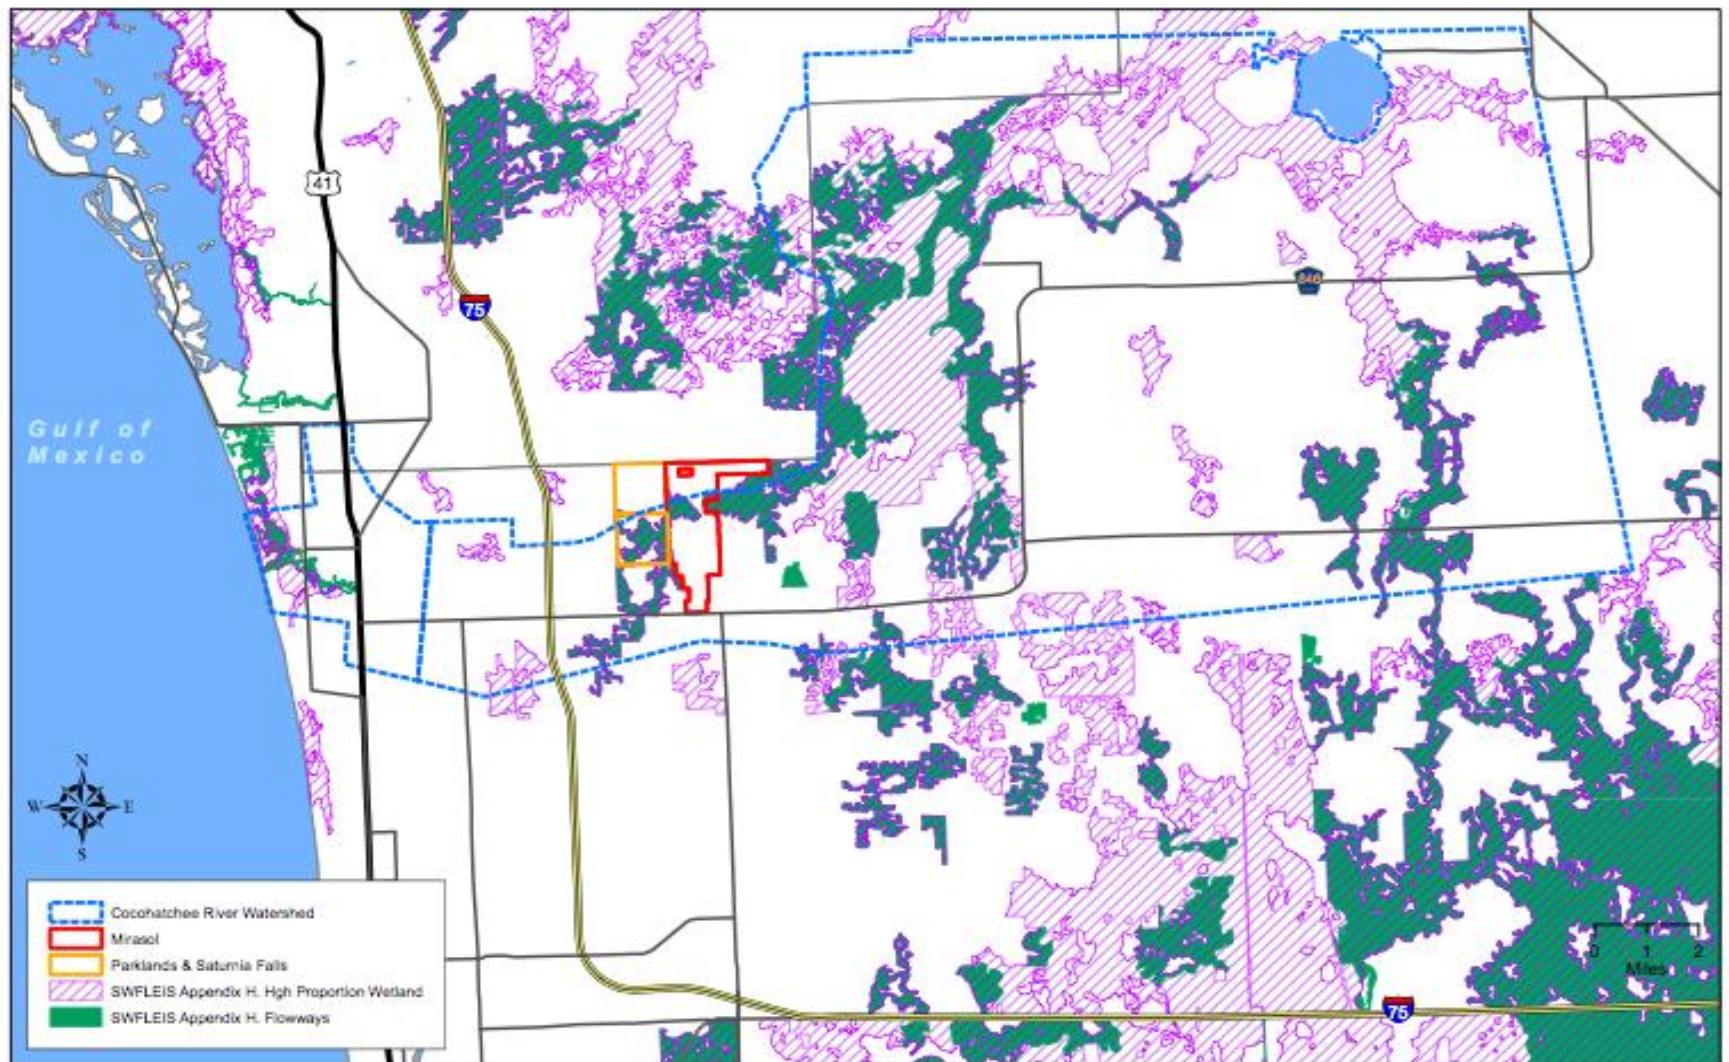 41
75
846
Gulf of
Mexico
N
W E
S
Cocohatchee River Watershed
Mirasol
Parklands & Saturnia Falls
SWFLEIS Appendix H. Hgh Proportion Wetland
SWFLEIS Appendix H. Flowways
0 1 2
Miles
75